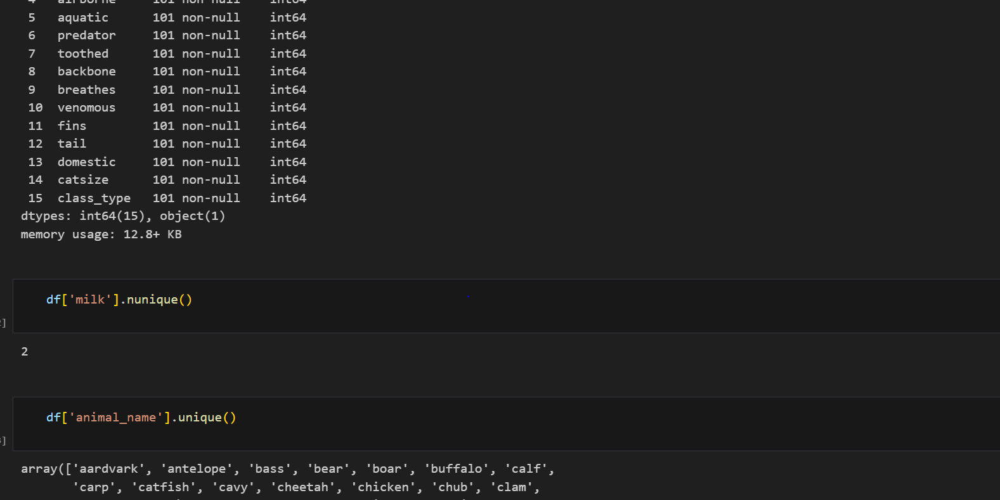 4 airborne 101 non-null int64
5 aquatic 101 non-null int64
6 predator 101 non-null int64
7 toothed 101 non-null int64
8 backbone 101 non-null int64
9 breathes 101 non-null int64
10 venomous 101 non-null int64
11 fins 101 non-null int64
12 tail 101 non-null int64
13 domestic 101 non-null int64
14 catsize 101 non-null int64
15 class_type 101 non-null int64
dtypes: int64(15), object(1)
memory usage: 12.8+ KB
df['milk'].nunique()
]
2
df['animal_name'].unique()
]
array(['aardvark', 'antelope', 'bass', 'bear', 'boar', 'buffalo', 'calf',
'carp', 'catfish', 'cavy', 'cheetah', 'chicken', 'chub', 'clam',